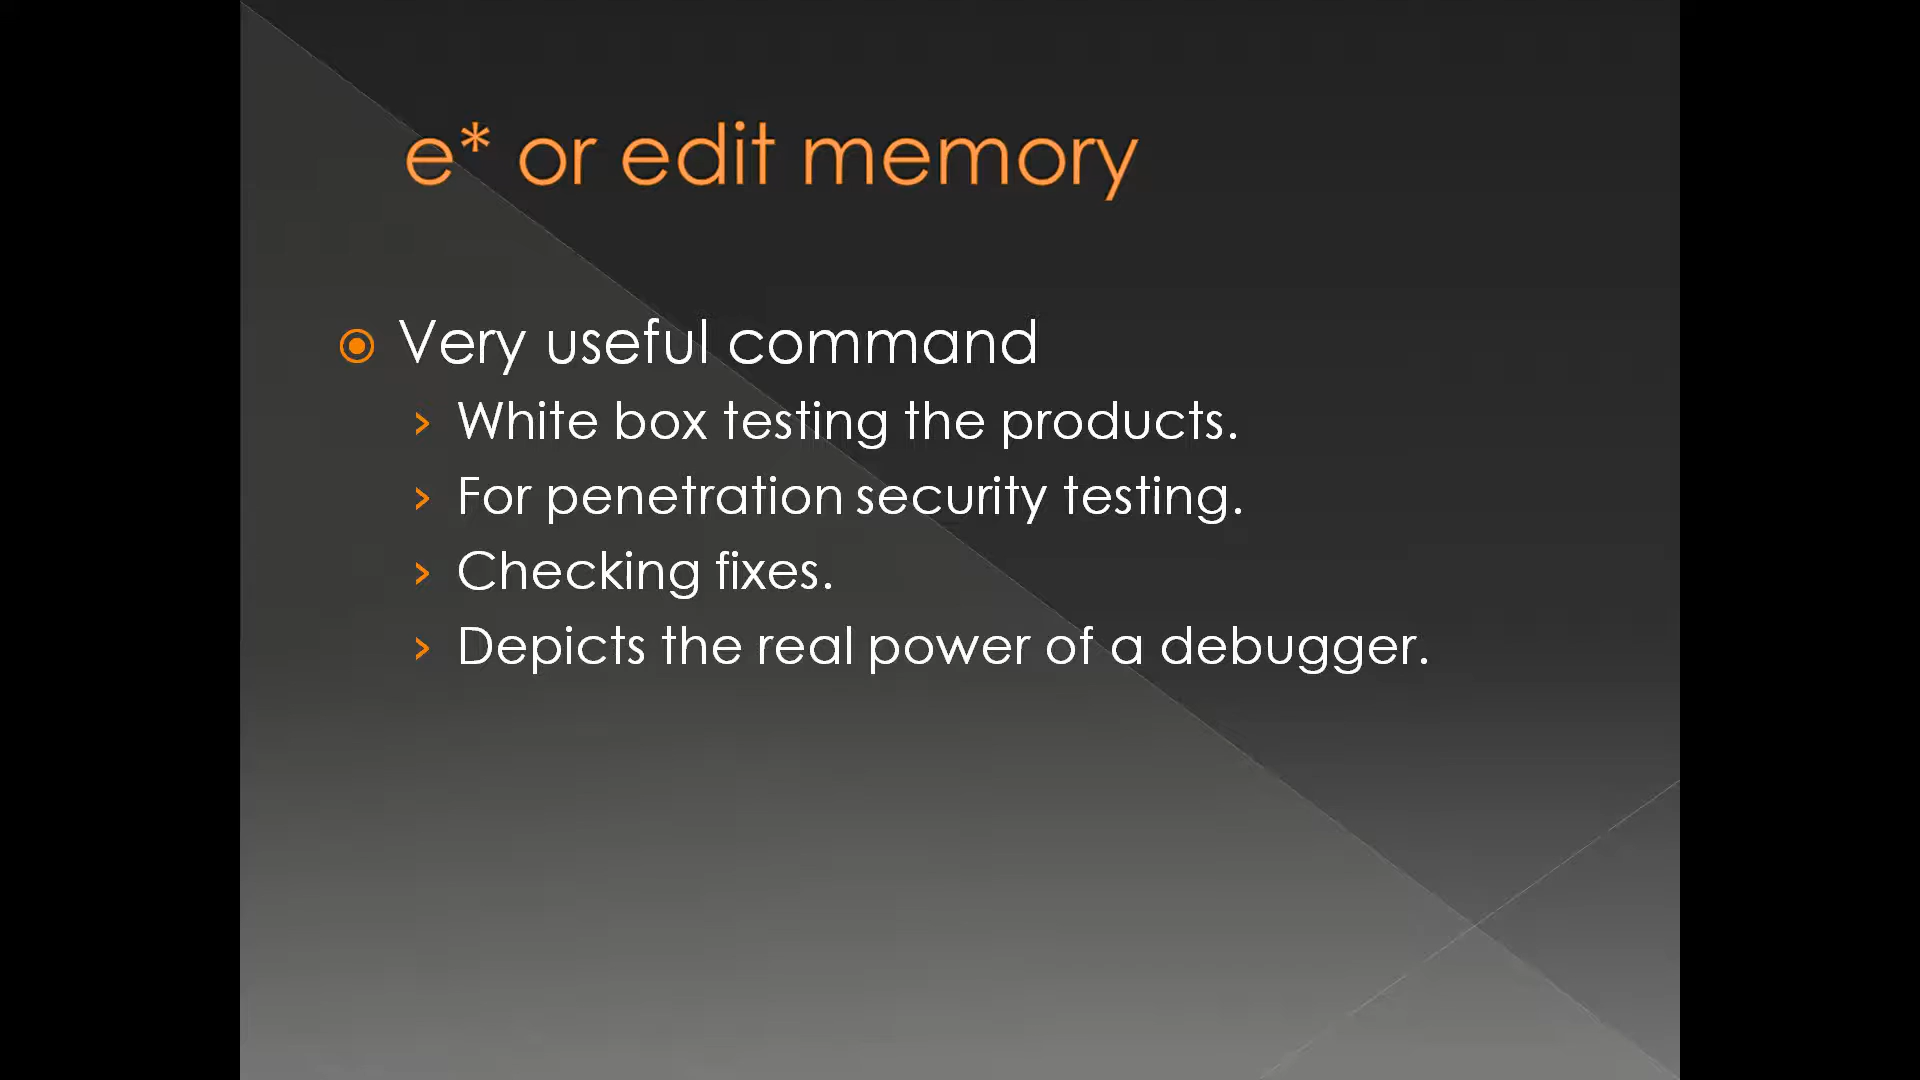 e* or edit memory
Very useful command
White box testing the products.
For penetration security testing.
Checking fixes.
Depicts the real power of a debugger.